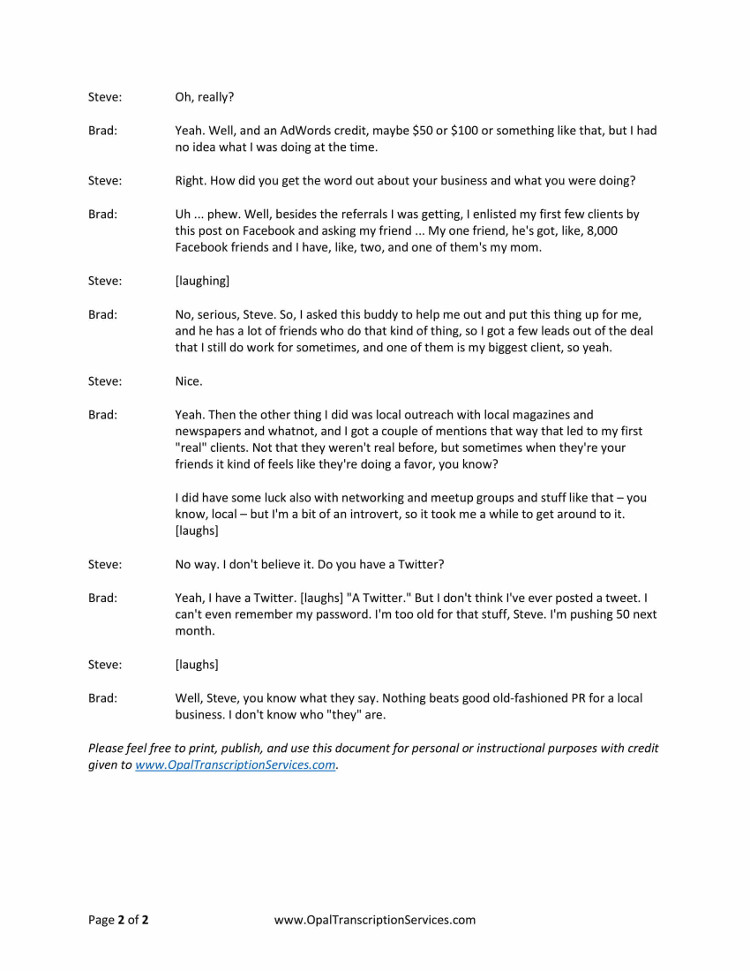 Steve: Oh, really?
Brad: Yeah. Well, and an AdWords credit, maybe $50 or $100 or something like that, but I had
no idea what I was doing at the time.
Steve: Right. How did you get the word out about your business and what you were doing?
Brad: Uh ... phew. Well, besides the referrals I was getting, I enlisted my first few clients by
this post on Facebook and asking my friend ... My one friend, he's got, like, 8,000
Facebook friends and I have, like, two, and one of them's my mom.
Steve: [laughing]
Brad: No, serious, Steve. So, I asked this buddy to help me out and put this thing up for me,
and he has a lot of friends who do that kind of thing, so I got a few leads out of the deal
that I still do work for sometimes, and one of them is my biggest client, so yeah.
Steve: Nice.
Brad: Yeah. Then the other thing I did was local outreach with local magazines and
newspapers and whatnot, and I got a couple of mentions that way that led to my first
"real" clients. Not that they weren't real before, but sometimes when they're your
friends it kind of feels like they're doing a favor, you know?
I did have some luck also with networking and meetup groups and stuff like that – you
know, local – but I'm a bit of an introvert, so it took me a while to get around to it.
[laughs]
Steve: No way. I don't believe it. Do you have a Twitter?
Brad: Yeah, I have a Twitter. [laughs] "A Twitter." But I don't think I've ever posted a tweet. I
can't even remember my password. I'm too old for that stuff, Steve. I'm pushing 50 next
month.
Steve: [laughs]
Brad: Well, Steve, you know what they say. Nothing beats good old-fashioned PR for a local
business. I don't know who "they" are.
Please feel free to print, publish, and use this document for personal or instructional purposes with credit
given to www.OpalTranscriptionServices.com.
Page 2 of 2 www.OpalTranscriptionServices.com